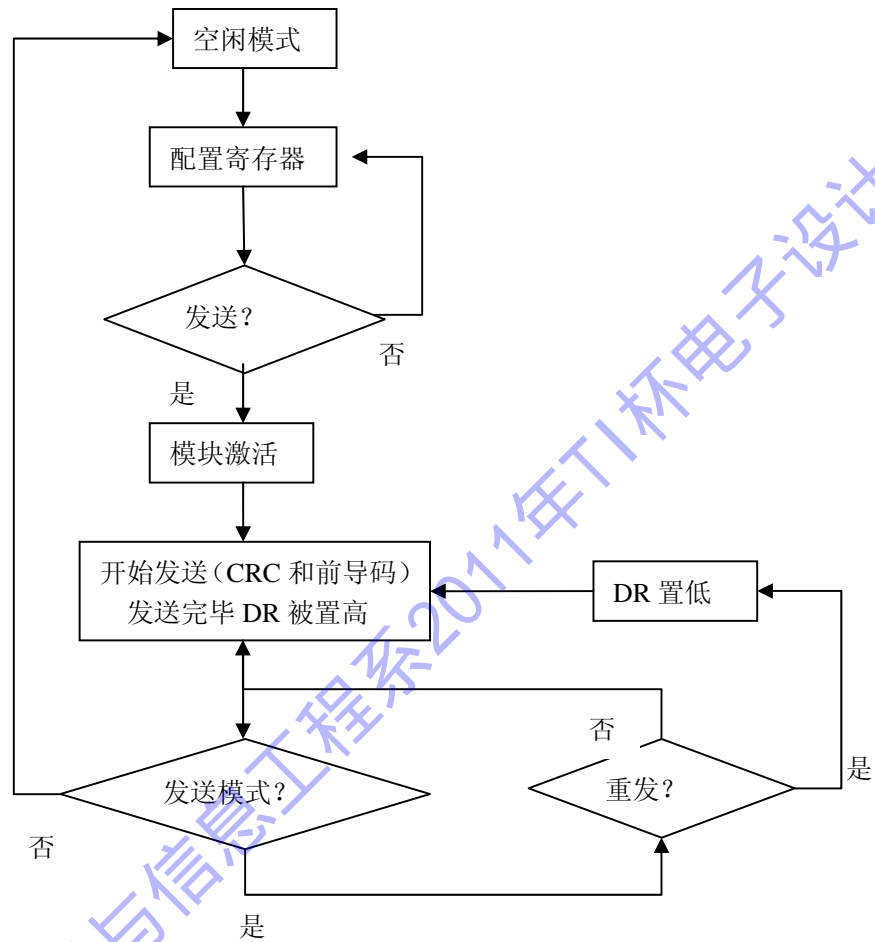 空闲模式
配置寄存器
发送？
否
是
模块激活
开始发送（CRC 和前导码）
发送完毕 DR 被置高
DR 置低
发送模式？
否
是
重发？
否
是
与信息工程系2011年TI杯电子设计